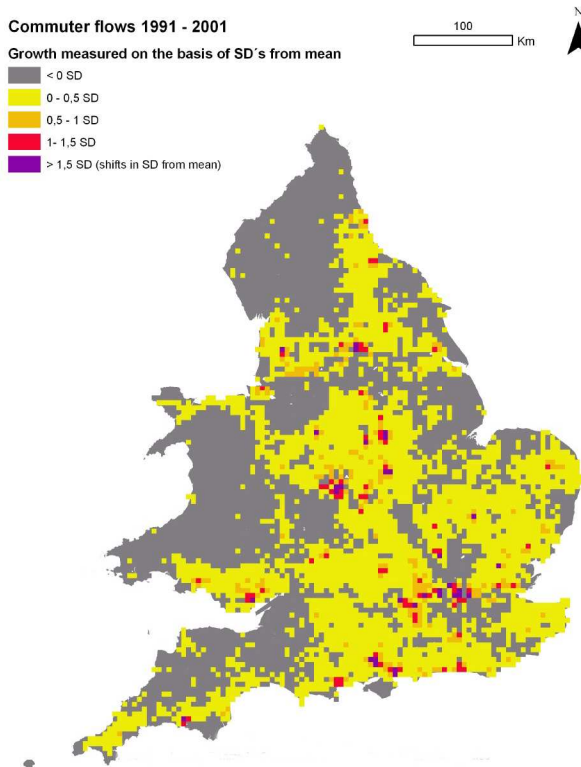 Commuter flows 1991 - 2001
Growth measured on the basis of SD´s from mean
< 0 SD
0 - 0,5 SD
0,5 - 1 SD
1- 1,5 SD
> 1,5 SD (shifts in SD from mean)
100
Km
N